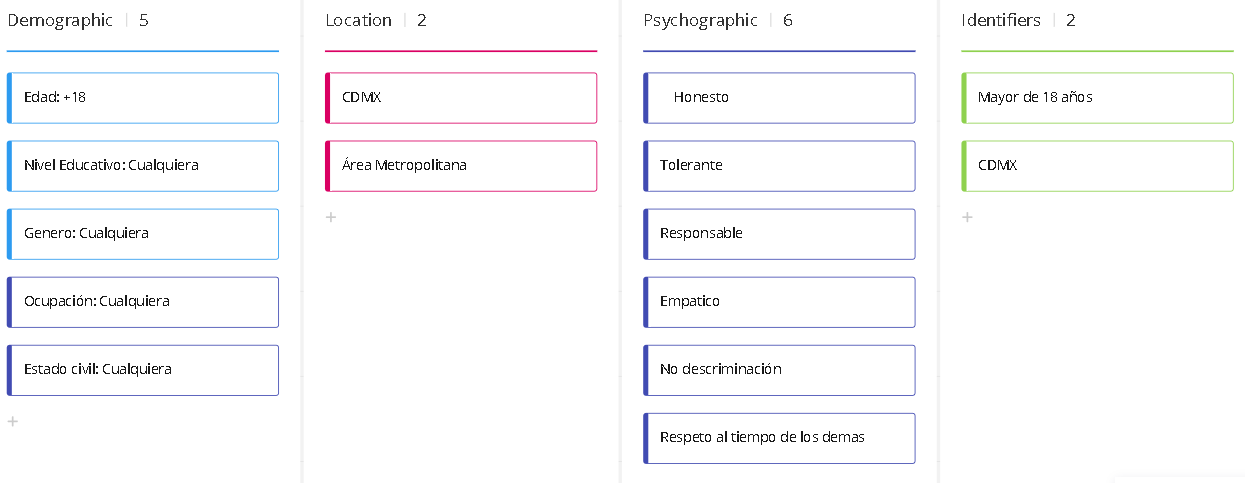 Demographic | 5
Edad: +18
Nivel Educativo: Cualquiera
Genero: Cualquiera
Ocupación: Cualquiera
Estado civil: Cualquiera
+
Location | 2
CDMX
Área Metropolitana
+
Psychographic | 6
Honesto
Tolerante
Responsable
Empatico
No descriminación
Respeto al tiempo de los demas
Identifiers | 2
Mayor de 18 años
CDMX
+